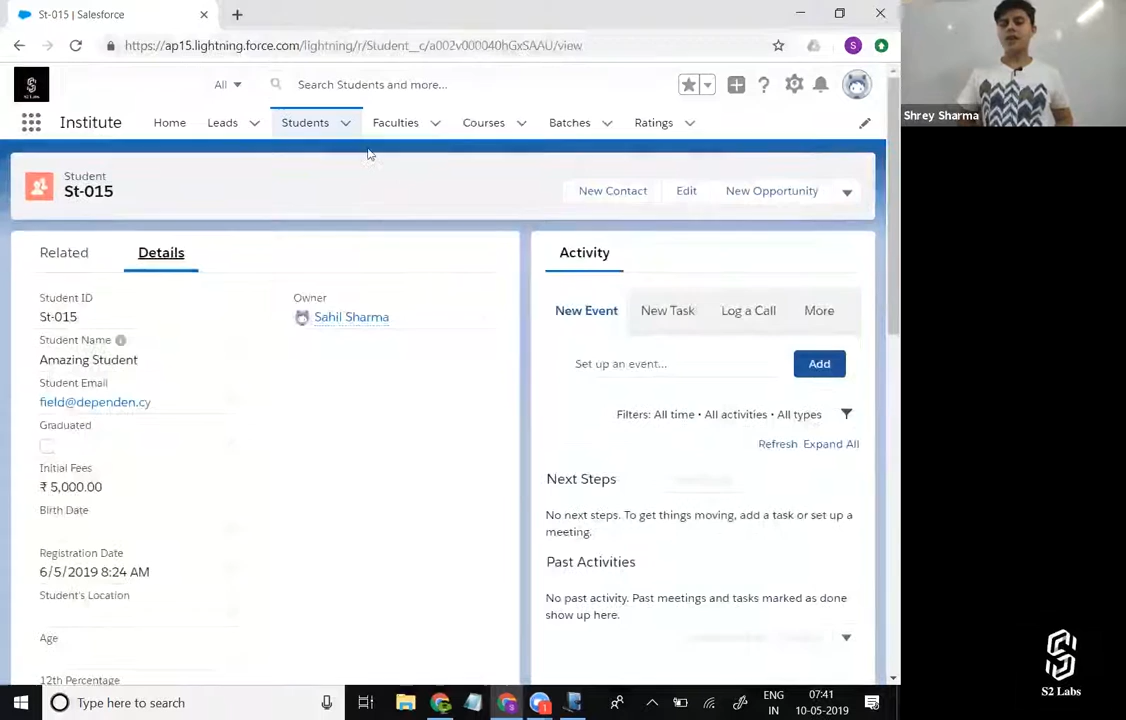 St-015 | Salesforce
https://ap15.lightning.force.com/lightning/r/Student__c/a002v000040hGxSAAU/view
S
S2 Labs
All
Search Students and more...
Institute
Home
Leads
Students
Faculties
Courses
Batches
Ratings
Student
St-015
New Contact
Edit
New Opportunity
Related
Details
Activity
Student ID
St-015
Owner
Sahil Sharma
Student Name
Amazing Student
Student Email
field@dependen.cy
Graduated
Initial Fees
₹ 5,000.00
Birth Date
Registration Date
6/5/2019 8:24 AM
Student's Location
Age
12th Percentage
New Event
New Task
Log a Call
More
Set up an event...
Add
Filters: All time • All activities • All types
Refresh
Expand All
Next Steps
No next steps. To get things moving, add a task or set up a
meeting.
Past Activities
No past activity. Past meetings and tasks marked as done
show up here.
Type here to search
ENG
IN
07:41
10-05-2019
Shrey Sharma
S2 Labs